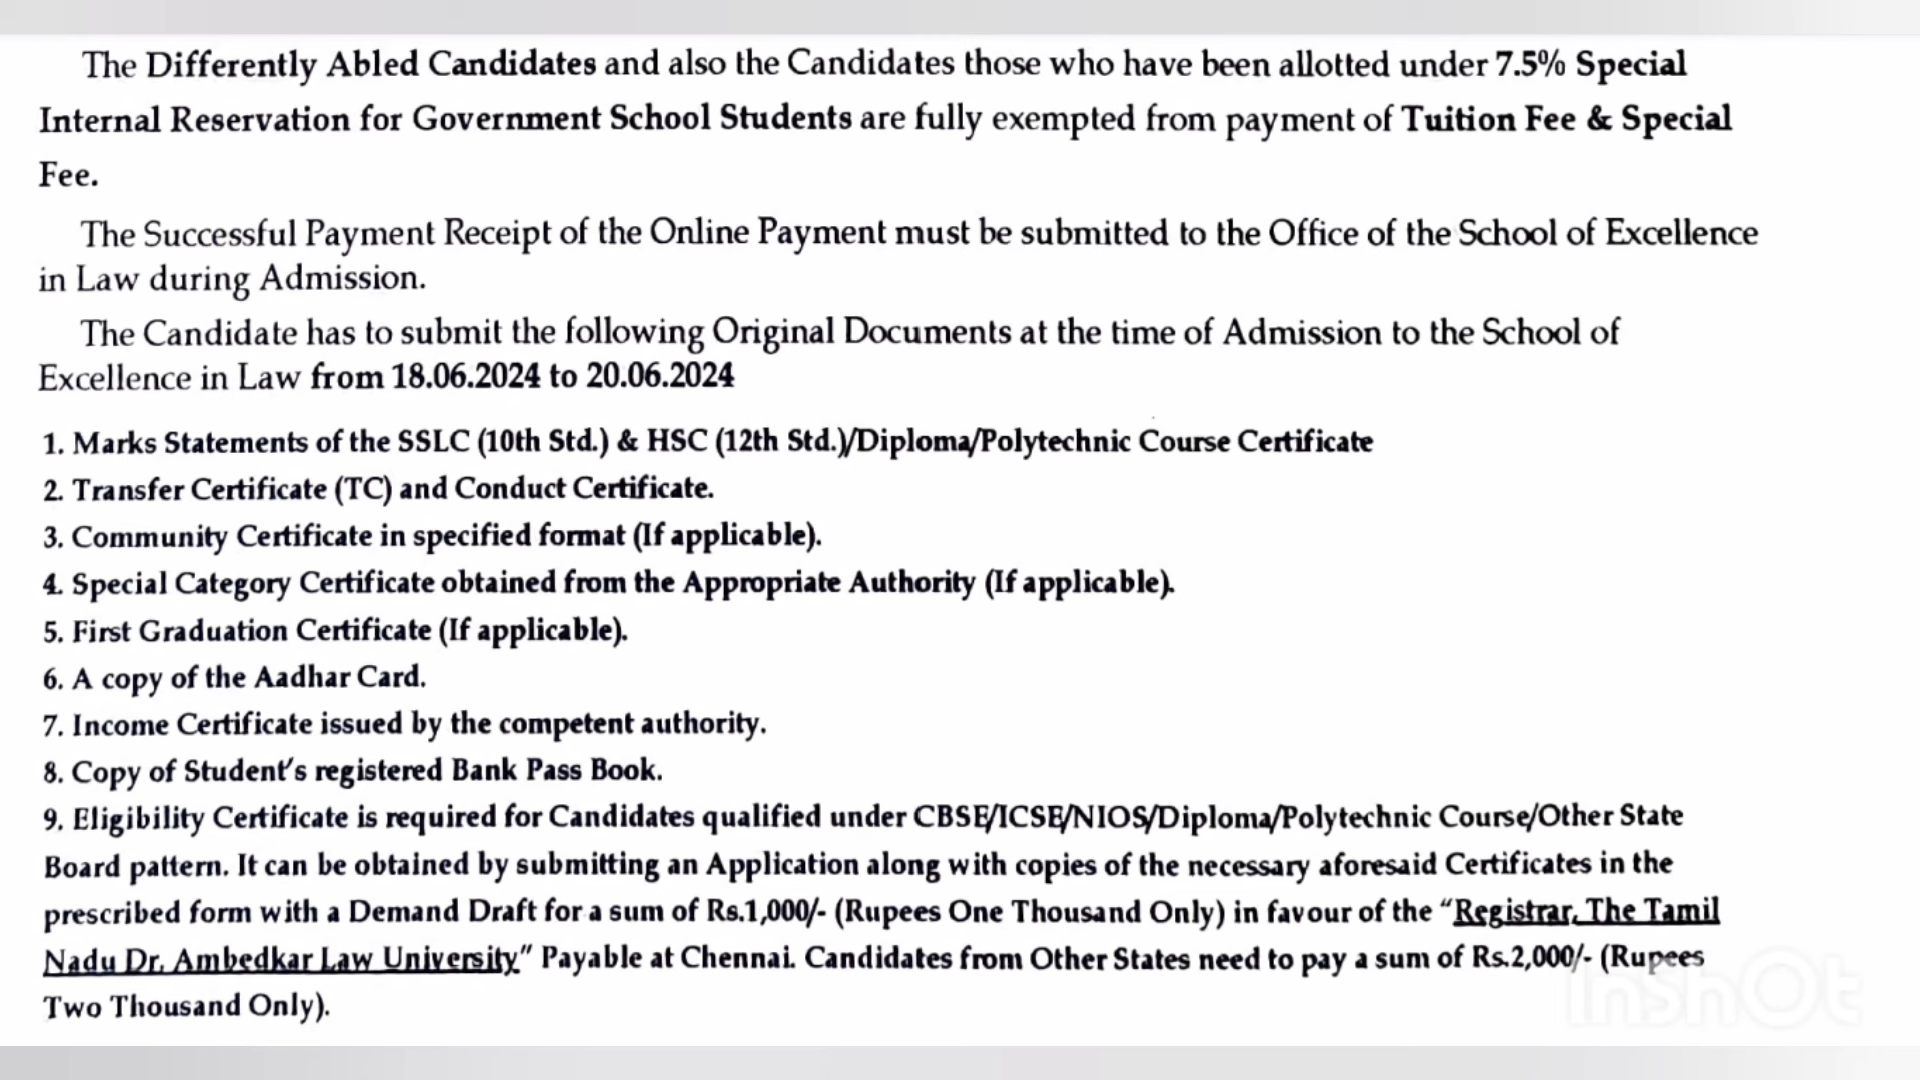 The Differently Abled Candidates and also the Candidates those who have been allotted under 7.5% Special
Internal Reservation for Government School Students are fully exempted from payment of Tuition Fee & Special
Fee.
The Successful Payment Receipt of the Online Payment must be submitted to the Office of the School of Excellence
in Law during Admission.
The Candidate has to submit the following Original Documents at the time of Admission to the School of
Excellence in Law from 18.06.2024 to 20.06.2024
1. Marks Statements of the SSLC (10th Std.) & HSC (12th Std.)/Diploma/Polytechnic Course Certificate
2. Transfer Certificate (TC) and Conduct Certificate.
3. Community Certificate in specified format (If applicable).
4. Special Category Certificate obtained from the Appropriate Authority (If applicable).
5. First Graduation Certificate (If applicable).
6. A copy of the Aadhar Card.
7. Income Certificate issued by the competent authority.
8. Copy of Student's registered Bank Pass Book.
9. Eligibility Certificate is required for Candidates qualified under CBSE/ICSE/NIOS/Diploma/Polytechnic Course/Other State
Board pattern. It can be obtained by submitting an Application along with copies of the necessary aforesaid Certificates in the
prescribed form with a Demand Draft for a sum of Rs.1,000/- (Rupees One Thousand Only) in favour of the "Registrar, The Tamil
Nadu Dr. Ambedkar Law University" Payable at Chennai. Candidates from Other States need to pay a sum of Rs.2,000/- (Rupees
Two Thousand Only).
InShOt